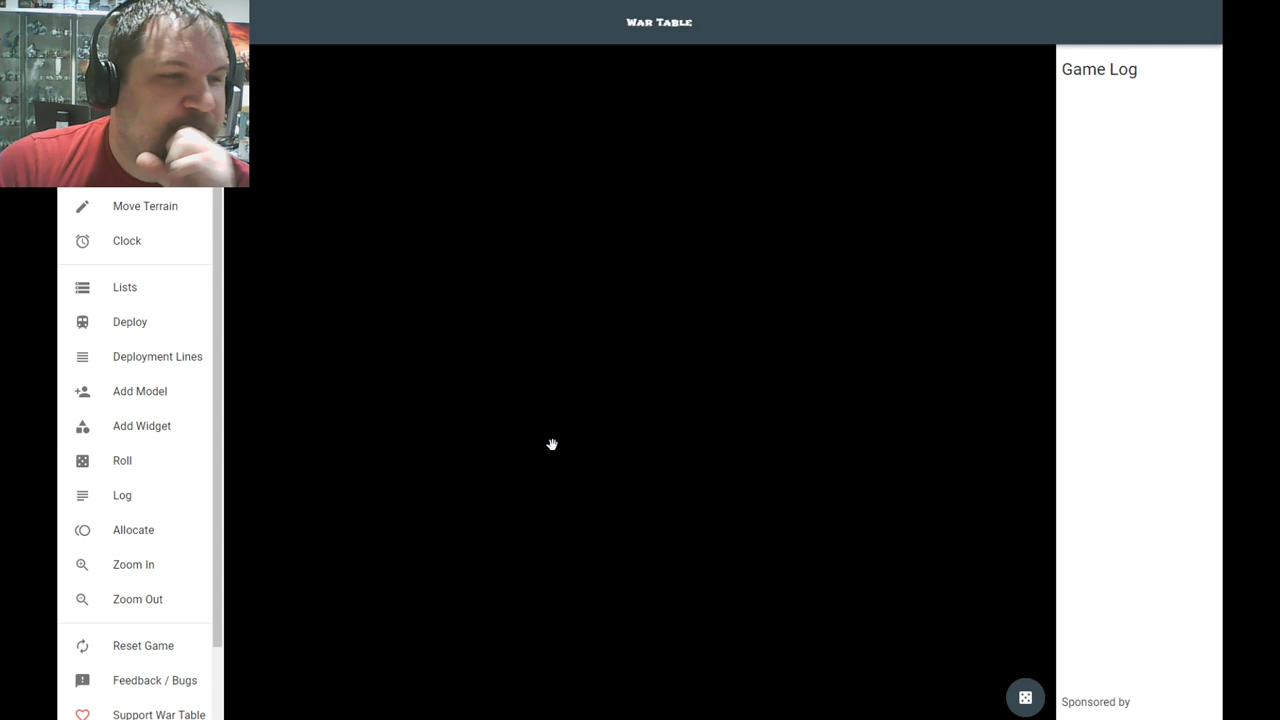 War Table
Game Log
Move Terrain
Clock
Lists
Deploy
Deployment Lines
Add Model
Add Widget
Roll
Log
Allocate
Zoom In
Zoom Out
Reset Game
Feedback / Bugs
Support War Table
Sponsored by